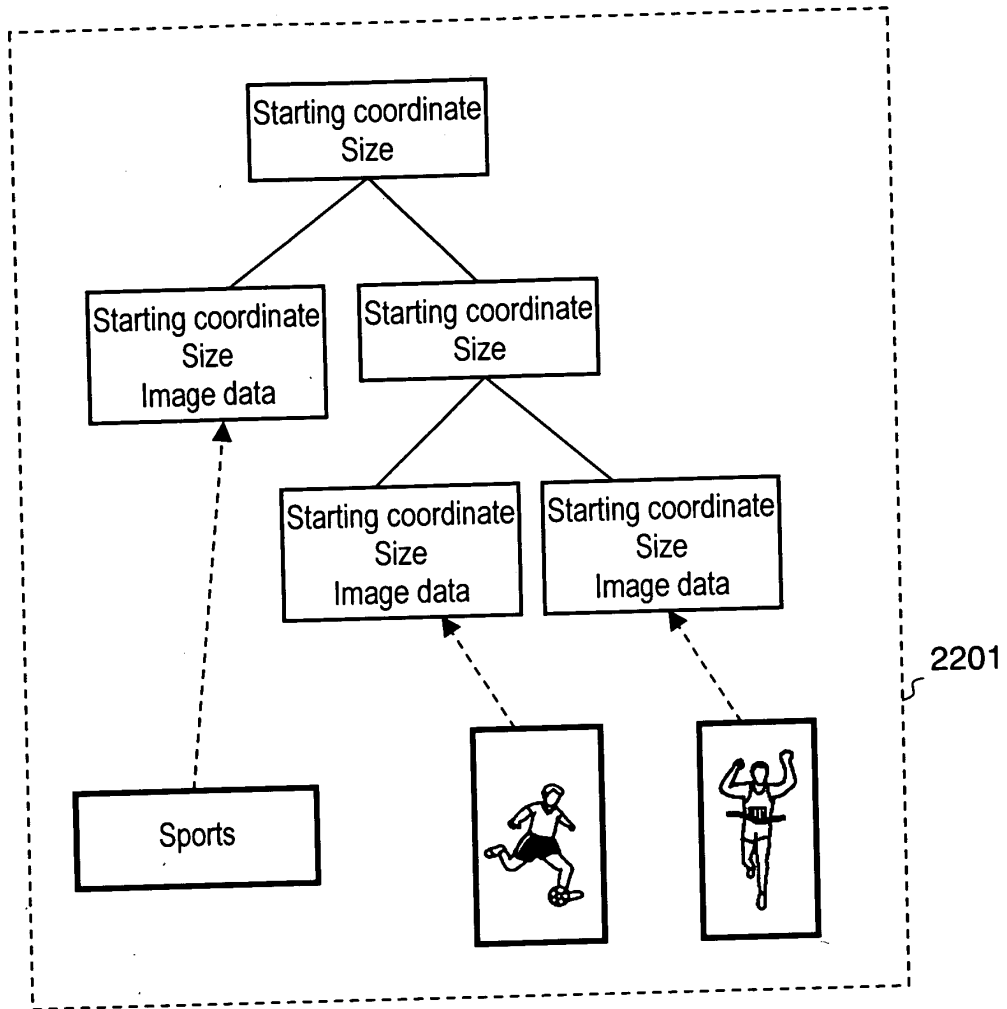 Starting coordinate
Size
Starting coordinate
Size
Image data
Starting coordinate
Size
Starting coordinate
Size
Image data
Starting coordinate
Size
Image data
2201
Sports